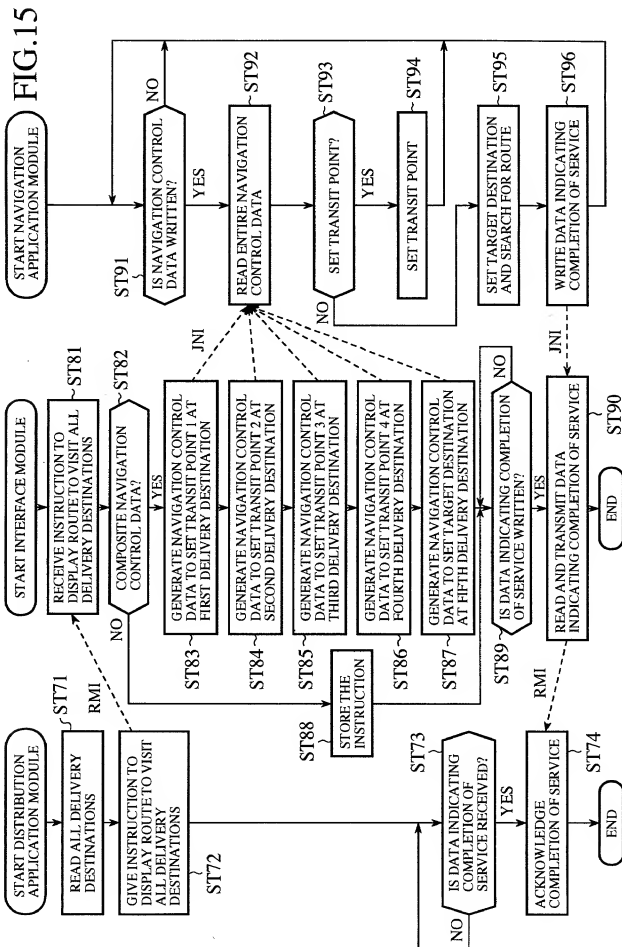 FIG.15
START DISTRIBUTION
APPLICATION MODULE
ST71
READ ALL DELIVERY
DESTINATIONS
GIVE INSTRUCTION TO
DISPLAY ROUTE TO VISIT
ALL DELIVERY
DESTINATIONS
ST72
RMI
ST73
IS DATA INDICATING
COMPLETION OF
SERVICE RECEIVED?
NO
YES
ACKNOWLEDGE
COMPLETION OF SERVICE
ST74
END
START INTERFACE MODULE
ST81
RECEIVE INSTRUCTION TO
DISPLAY ROUTE TO VISIT ALL
DELIVERY DESTINATIONS
ST82
COMPOSITE NAVIGATION
CONTROL DATA?
NO
YES
GENERATE NAVIGATION CONTROL
DATA TO SET TRANSIT POINT 1 AT
FIRST DELIVERY DESTINATION
ST83
GENERATE NAVIGATION CONTROL
DATA TO SET TRANSIT POINT 2 AT
SECOND DELIVERY DESTINATION
ST84
GENERATE NAVIGATION CONTROL
DATA TO SET TRANSIT POINT 3 AT
THIRD DELIVERY DESTINATION
ST85
GENERATE NAVIGATION CONTROL
DATA TO SET TRANSIT POINT 4 AT
FOURTH DELIVERY DESTINATION
ST86
GENERATE NAVIGATION CONTROL
DATA TO SET TARGET DESTINATION
AT FIFTH DELIVERY DESTINATION
ST87
STORE THE
INSTRUCTION
ST88
IS DATA INDICATING COMPLETION
OF SERVICE WRITTEN?
ST89
NO
YES
READ AND TRANSMIT DATA
INDICATING COMPLETION OF SERVICE
ST90
RMI
END
START NAVIGATION
APPLICATION MODULE
IS NAVIGATION CONTROL
DATA WRITTEN?
ST91
NO
YES
READ ENTIRE NAVIGATION
CONTROL DATA
ST92
JNI
SET TRANSIT POINT?
ST93
NO
YES
SET TRANSIT POINT
ST94
SET TARGET DESTINATION
AND SEARCH FOR ROUTE
ST95
WRITE DATA INDICATING
COMPLETION OF SERVICE
ST96
JNI